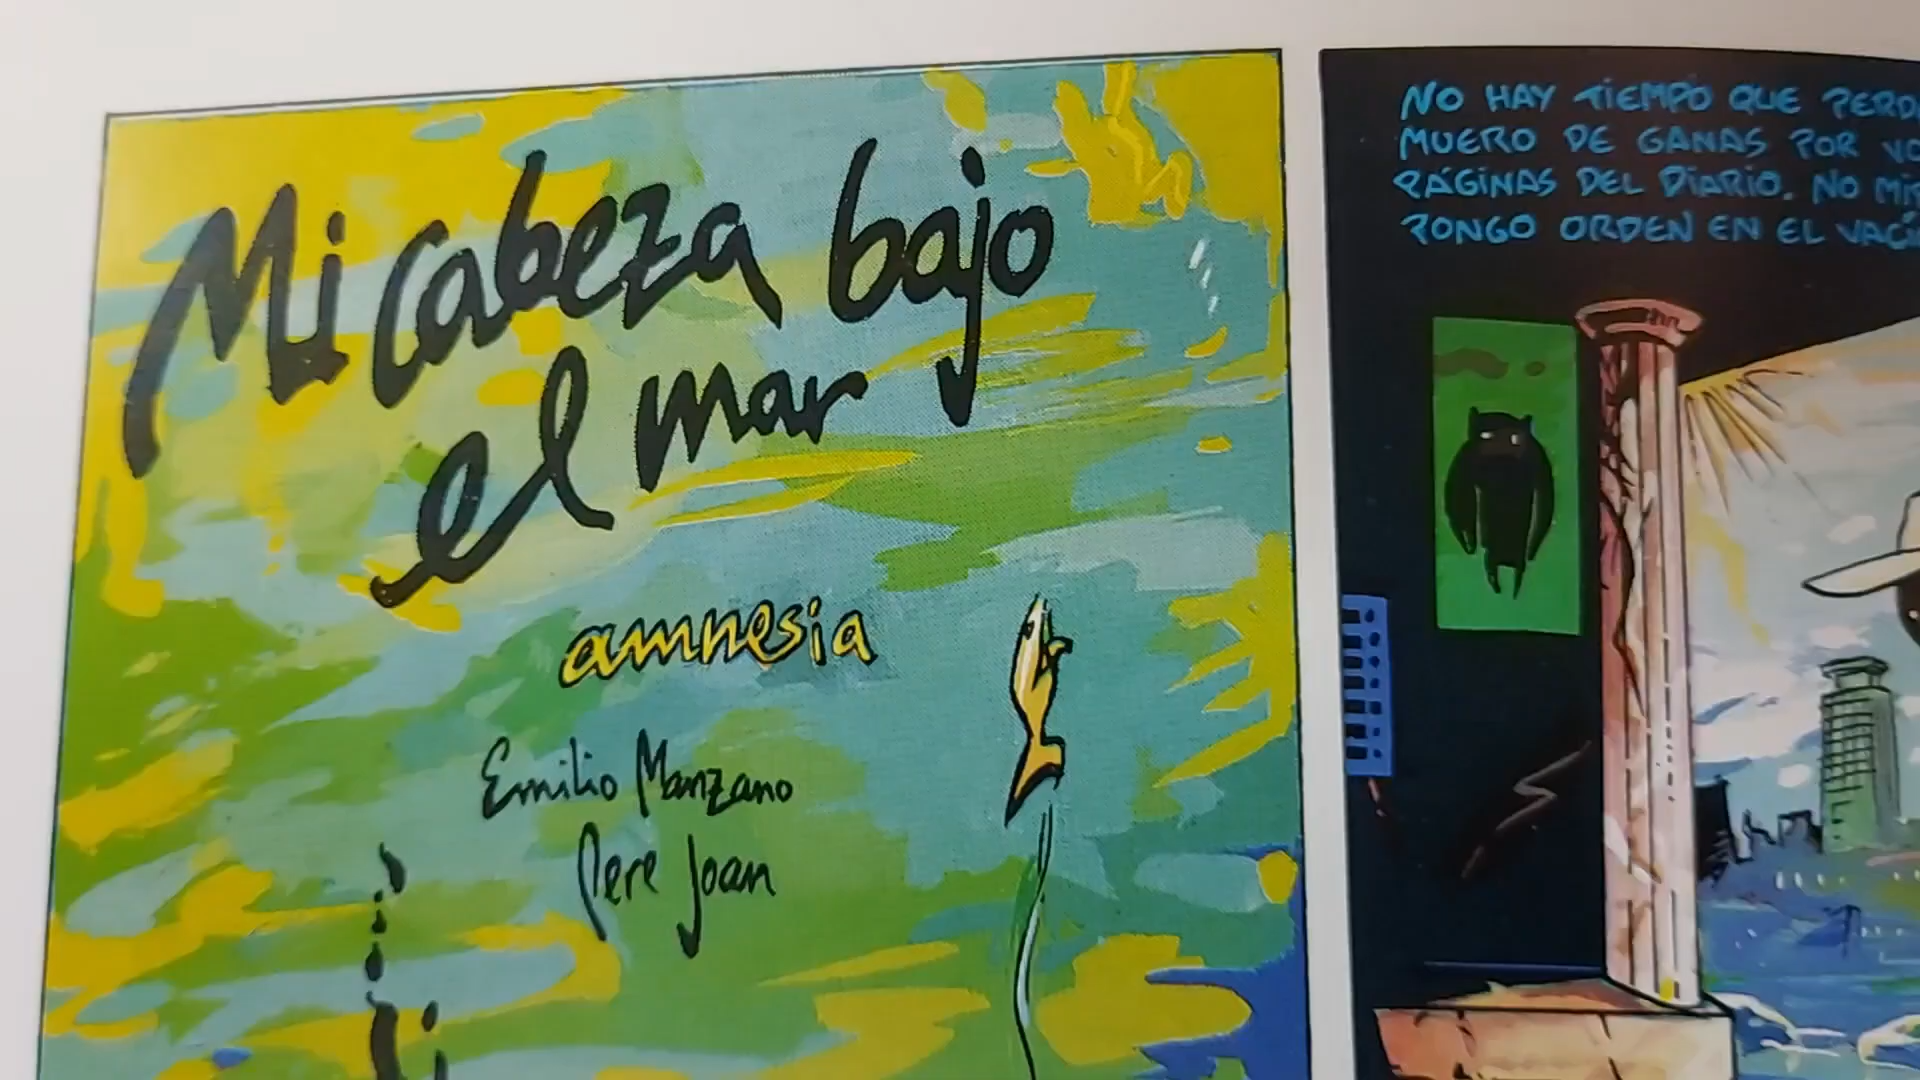 Mi cabeza bajo
el mar
amnesia
Emilio Manzano
Pere Joan
NO HAY TIEMPO QUE
MUERO DE GANAS POR
PÁGINAS DEL DIARIO. NO
PONGO ORDEN EN EL